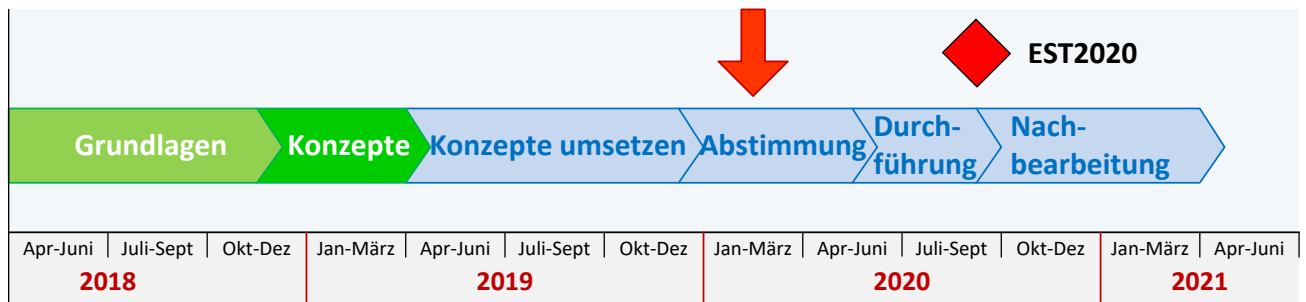 EST2020
Grundlagen
Konzepte
Konzepte umsetzen
Abstimmung
Durch-
führung
Nach-
bearbeitung
Apr-Juni Juli-Sept Okt-Dez Jan-März Apr-Juni Juli-Sept Okt-Dez Jan-März Apr-Juni Juli-Sept Okt-Dez Jan-März Apr-Juni
2018 2019 2020 2021